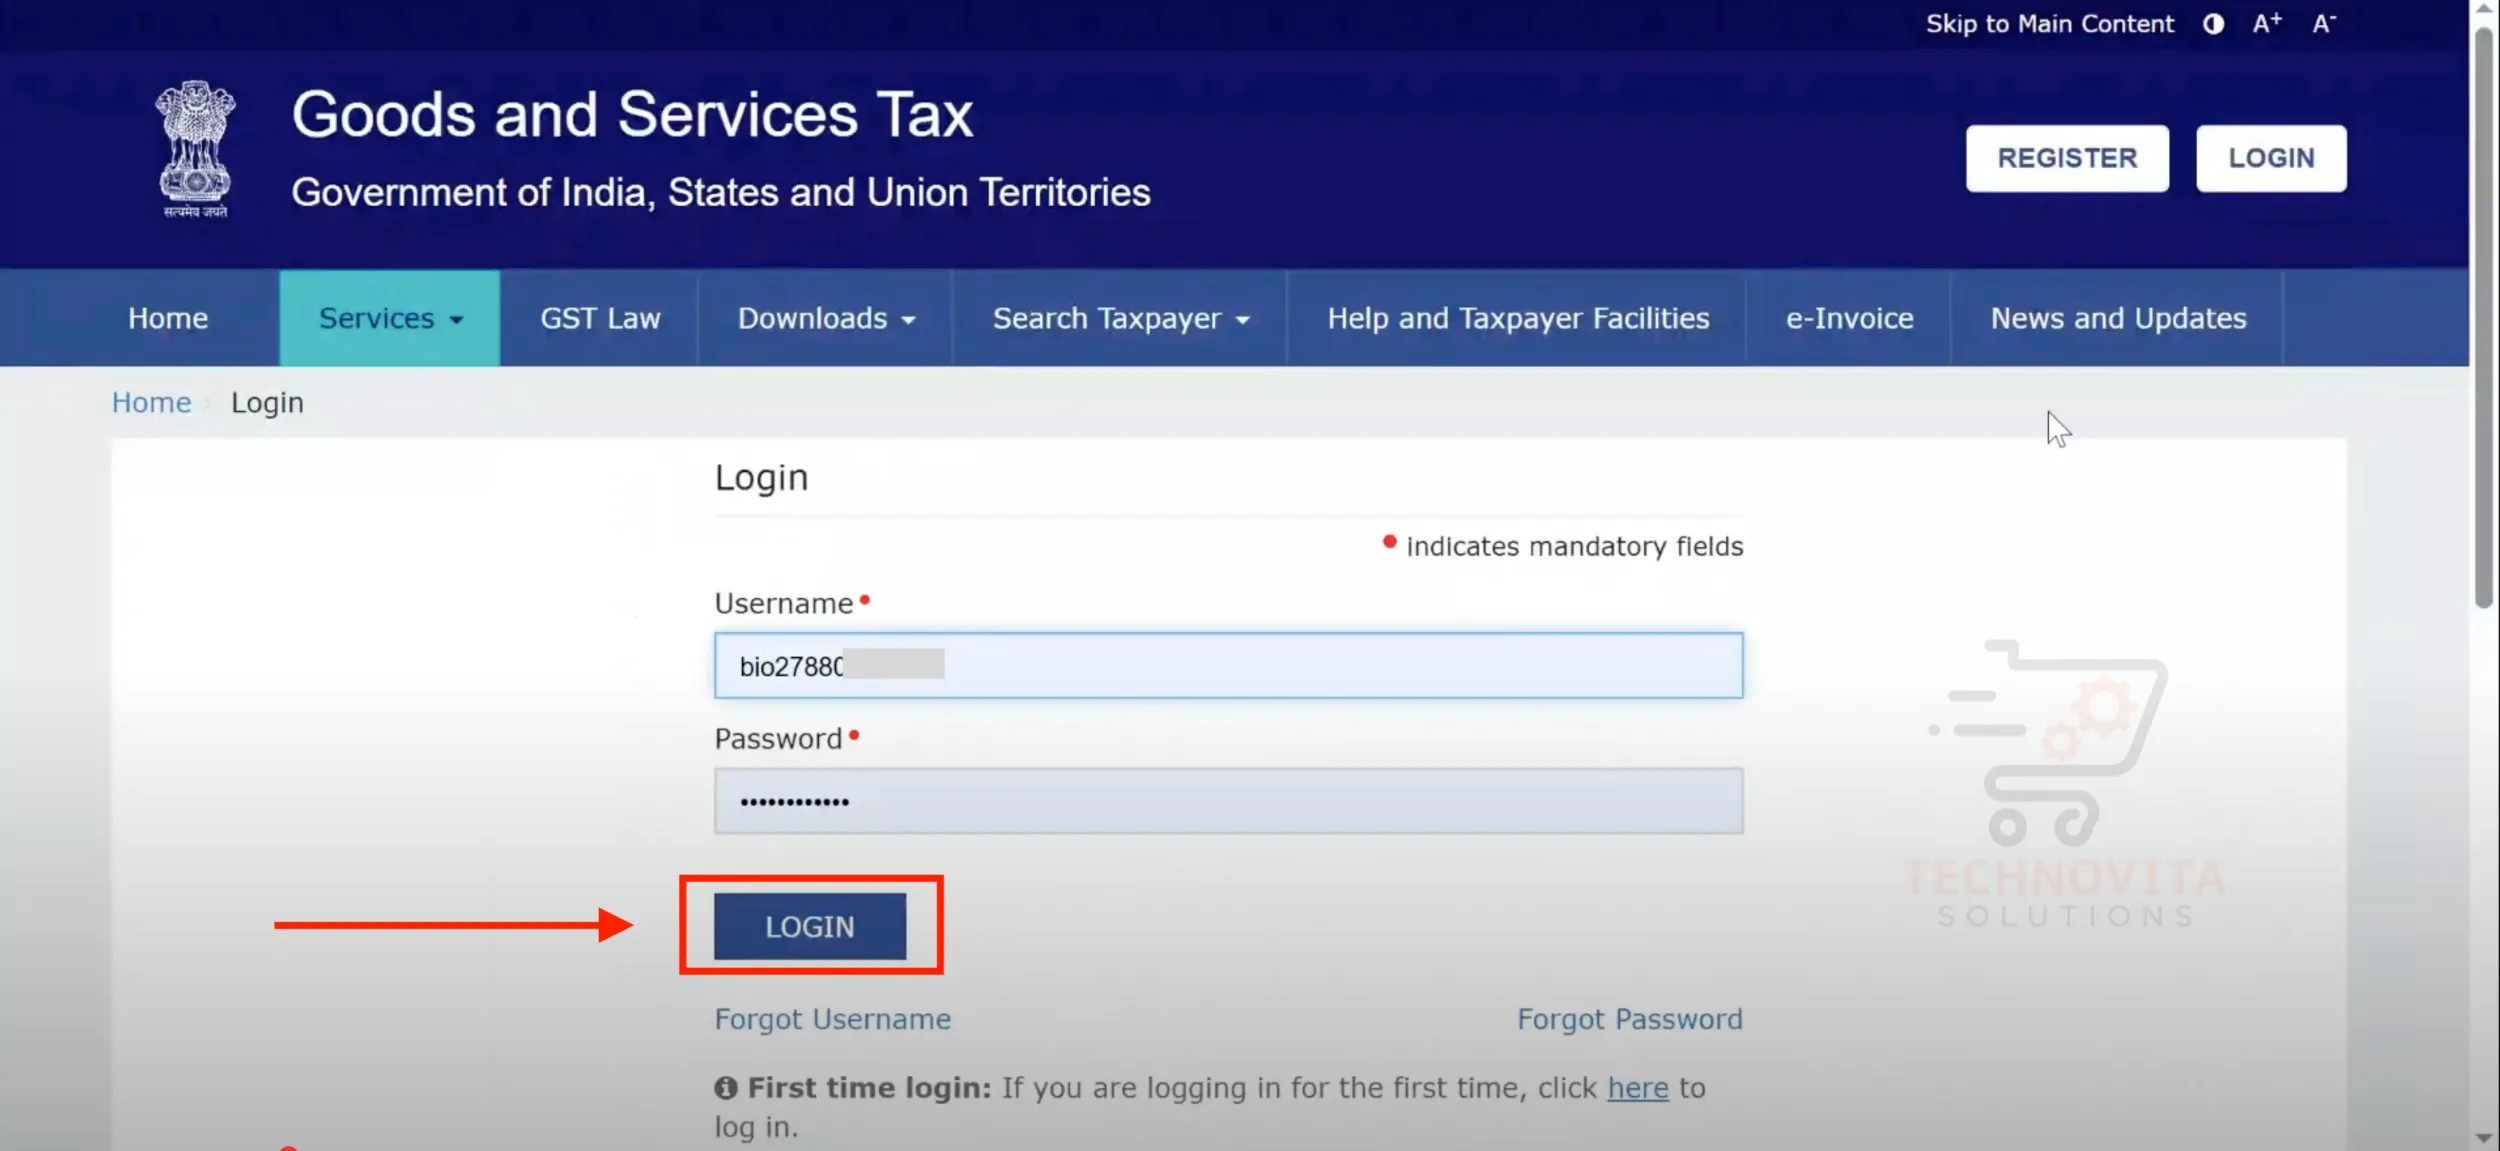 Skip to Main Content A+ A-
Goods and Services Tax
Government of India, States and Union Territories
सत्यमेव जयते
REGISTER LOGIN
Home Services GST Law Downloads Search Taxpayer Help and Taxpayer Facilities e-Invoice News and Updates
Home Login
Login
indicates mandatory fields
Username
bio27880
Password
••••••••••••
LOGIN
TECHNOVITA
SOLUTIONS
Forgot Username Forgot Password
First time login: If you are logging in for the first time, click here to
log in.